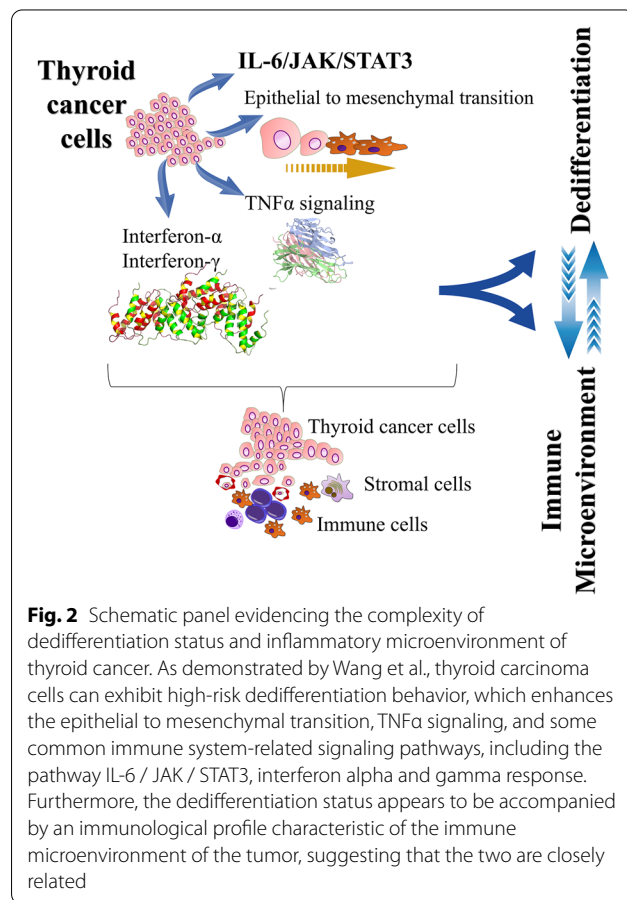 Thyroid
cancer
cells
IL-6/JAK/STAT3
Epithelial to mesenchymal transition
TNFα signaling
Interferon-α
Interferon-γ
Dedifferentiation
Immune
Microenvironment
Thyroid cancer cells
Stromal cells
Immune cells
Fig. 2 Schematic panel evidencing the complexity of
dedifferentiation status and inflammatory microenvironment of
thyroid cancer. As demonstrated by Wang et al., thyroid carcinoma
cells can exhibit high-risk dedifferentiation behavior, which enhances
the epithelial to mesenchymal transition, TNFα signaling, and some
common immune system-related signaling pathways, including the
pathway IL-6 / JAK / STAT3, interferon alpha and gamma response.
Furthermore, the dedifferentiation status appears to be accompanied
by an immunological profile characteristic of the immune
microenvironment of the tumor, suggesting that the two are closely
related